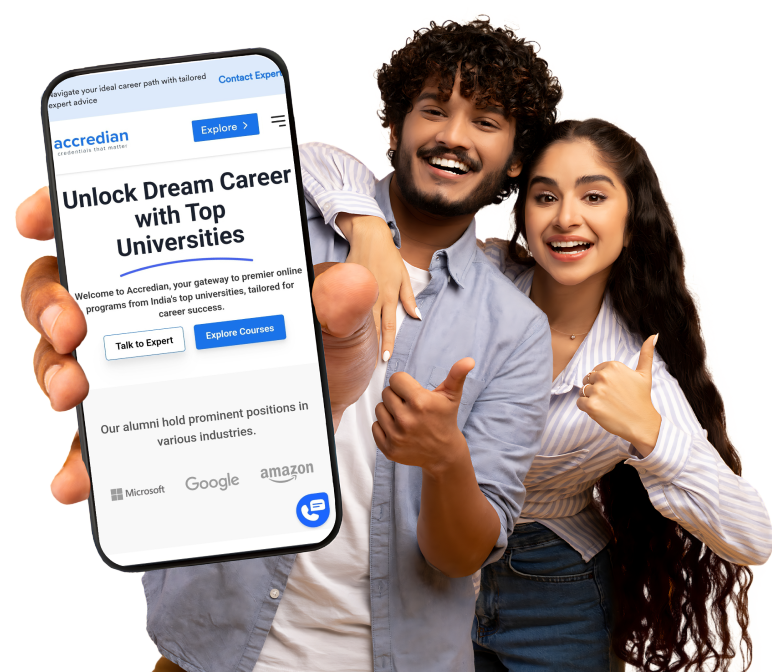 Navigate your ideal career path with tailored
expert advice
Contact Expert
accredian
credentials that matter
Explore
Unlock Dream Career
with Top
Universities
Welcome to Accredian, your gateway to premier online
programs from India's top universities, tailored for
career success.
Talk to Expert
Explore Courses
Our alumni hold prominent positions in
various industries.
Microsoft
Google
amazon